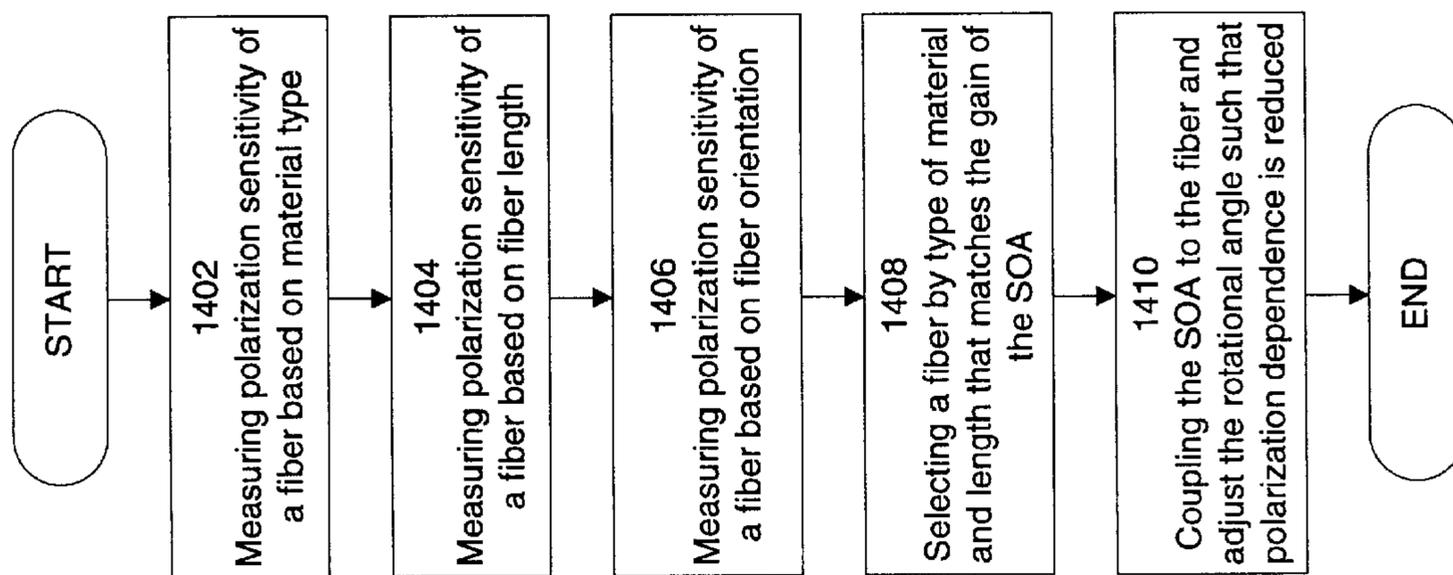 START
1402
Measuring polarization sensitivity of
a fiber based on material type
1404
Measuring polarization sensitivity of
a fiber based on fiber length
1406
Measuring polarization sensitivity of
a fiber based on fiber orientation
1408
Selecting a fiber by type of material
and length that matches the gain of
the SOA
1410
Coupling the SOA to the fiber and
adjust the rotational angle such that
polarization dependence is reduced
END